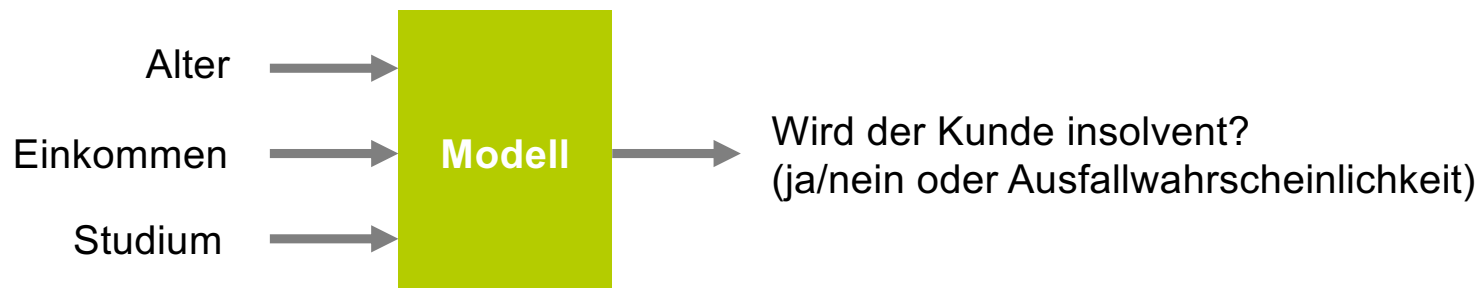 Alter
Einkommen
Studium
Modell
Wird der Kunde insolvent?
(ja/nein oder Ausfallwahrscheinlichkeit)